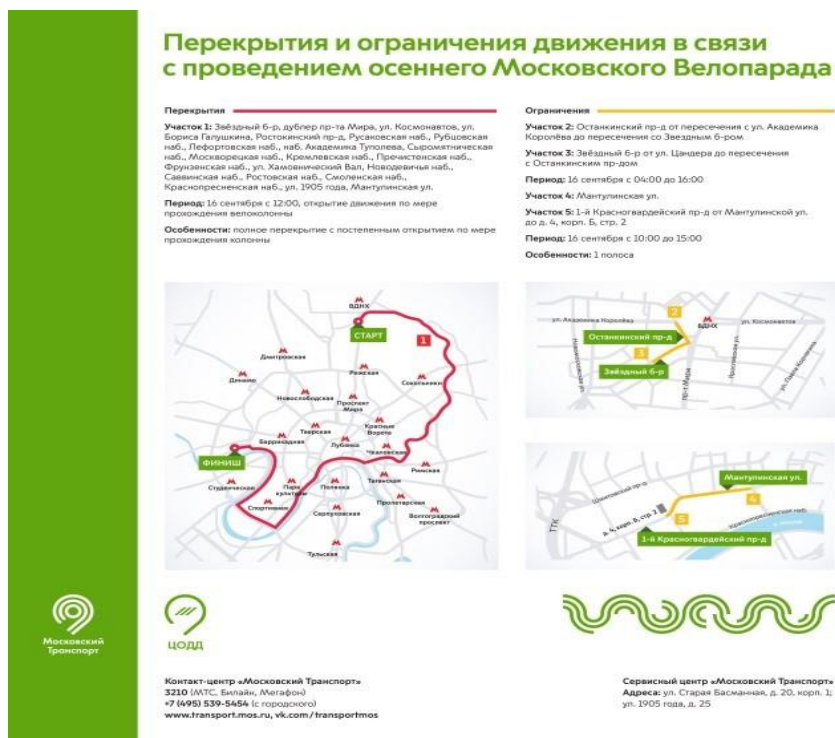 Перекрытия и ограничения движения в связи
с проведением осеннего Московского Велопарада
Перекрытия
Участок 1: Звёздный б-р, дублер пр-та Мира, ул. Космонавтов, ул.
Бориса Галушкина, Ростокинский пр-д, Русаковская наб., Рубцовская
наб., Лефортовская наб., наб. Академика Туполева, Сыромятническая
наб., Москворецкая наб., Кремлевская наб., Пречистенская наб.,
Фрунзенская наб., ул. Хамовнический Вал, Новодевичья наб.,
Саввинская наб., Ростовская наб., Смоленская наб.,
Краснопресненская наб., ул. 1905 года, Мантулинская ул.
Период: 16 сентября с 12:00, открытие движения по мере
прохождения велоколонны
Особенности: полное перекрытие с постепенным открытием по мере
прохождения колонны
Ограничения
Участок 2: Останкинский пр-д от пересечения с ул. Академика
Королёва до пересечения со Звездным б-ром
Участок 3: Звёздный б-р от ул. Цандера до пересечения
с Останкинским пр-дом
Период: 16 сентября с 04:00 до 16:00
Участок 4: Мантулинская ул.
Участок 5: 1-й Красногвардейский пр-д от Мантулинской ул.
до д. 4, корп. Б, стр. 2
Период: 16 сентября с 10:00 до 15:00
Особенности: 1 полоса
ВДНХ
СТАРТ
1
Дмитровская
Динамо
Рижская
Сокольники
Новослободская
Проспект
Мира
Красные
Ворота
Тверская
Баррикадная
Лубянка
Чкаловская
ФИНИШ
Римская
Студенческая
Парк
культуры
Полянка
Таганская
Спортивная
Серпуховская
Пролетарская
Волгоградский
проспект
Тульская
2
ул. Академика Королёва
ВДНХ
ул. Космонавтов
Останкинский пр-д
3
Звёздный б-р
пр-т Мира
Ярославская ул.
Мантулинская ул.
4
Шмитовский пр-д
ТТК
д. 4, корп. Б, стр. 2
5
Краснопресненская наб.
1-й Красногвардейский пр-д
Московский
Транспорт
ЦОДД
Контакт-центр «Московский Транспорт»
3210 (МТС, Билайн, Мегафон)
+7 (495) 539-5454 (с городского)
www.transport.mos.ru, vk.com/transportmos
Сервисный центр «Московский Транспорт»
Адреса: ул. Старая Басманная, д. 20, корп. 1;
ул. 1905 года, д. 25